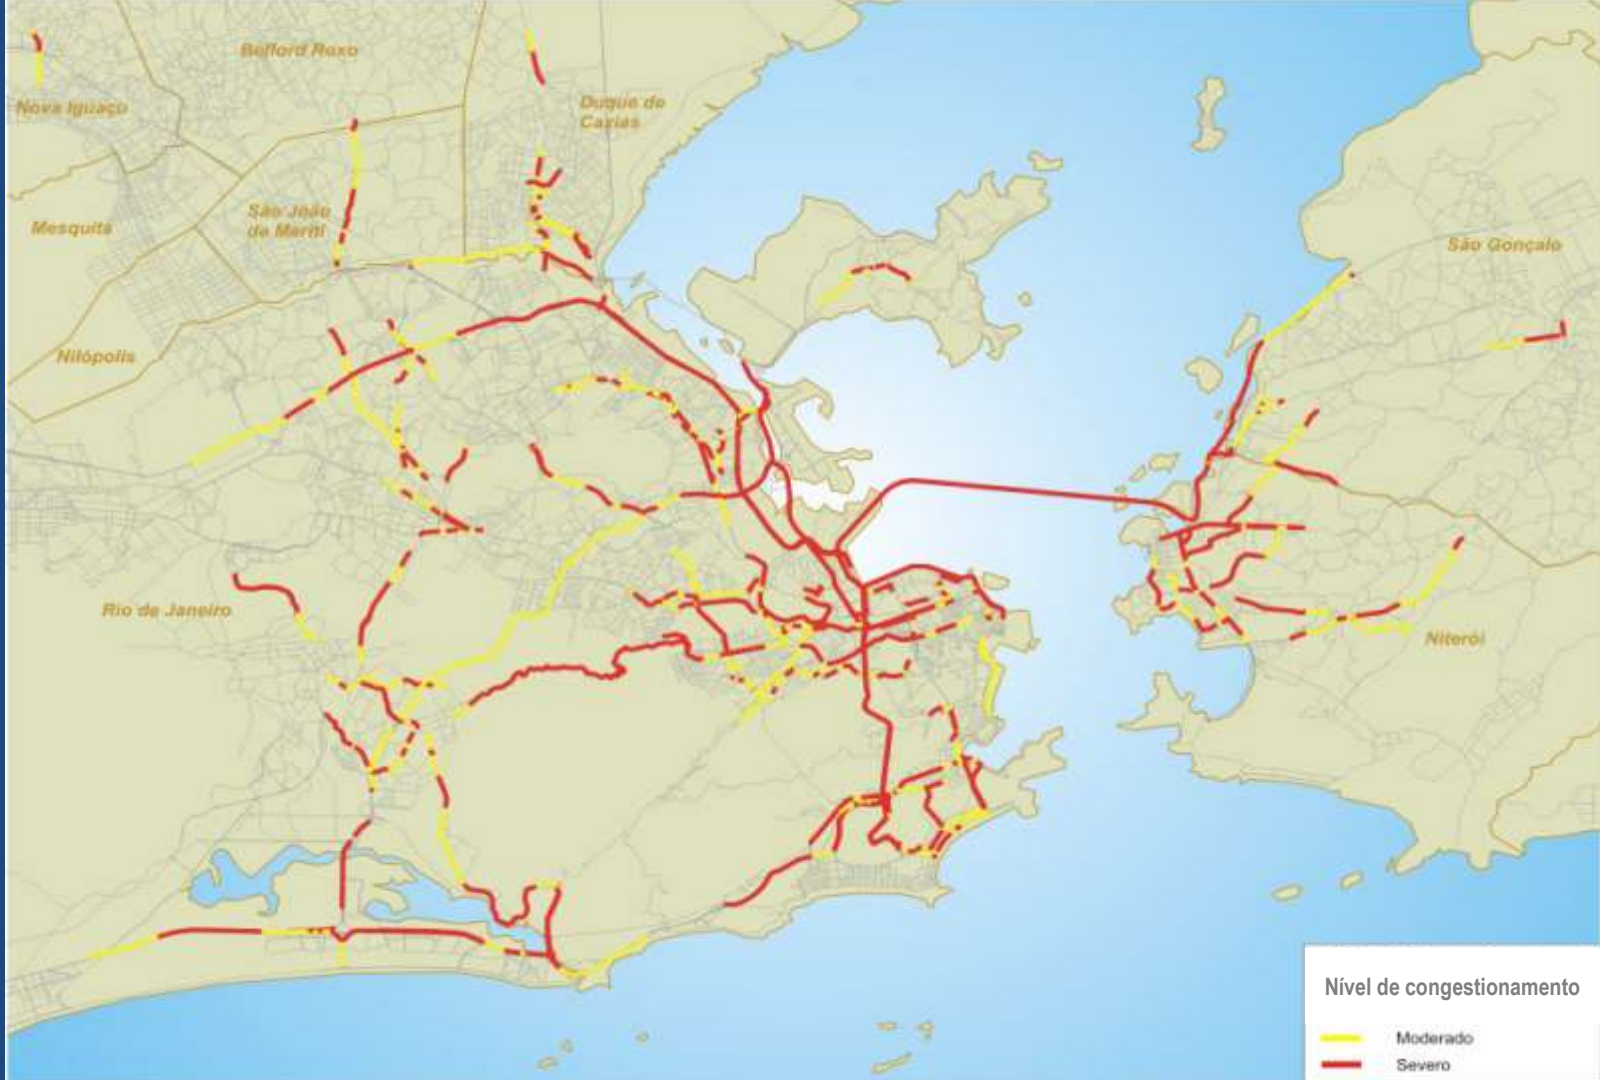 Belford Roxo
Nova Iguaçu
Duque de
Caxias
São João
de Meriti
Mesquita
São Gonçalo
Nilópolis
Rio de Janeiro
Niterói
Nível de congestionamento
Moderado
Severo